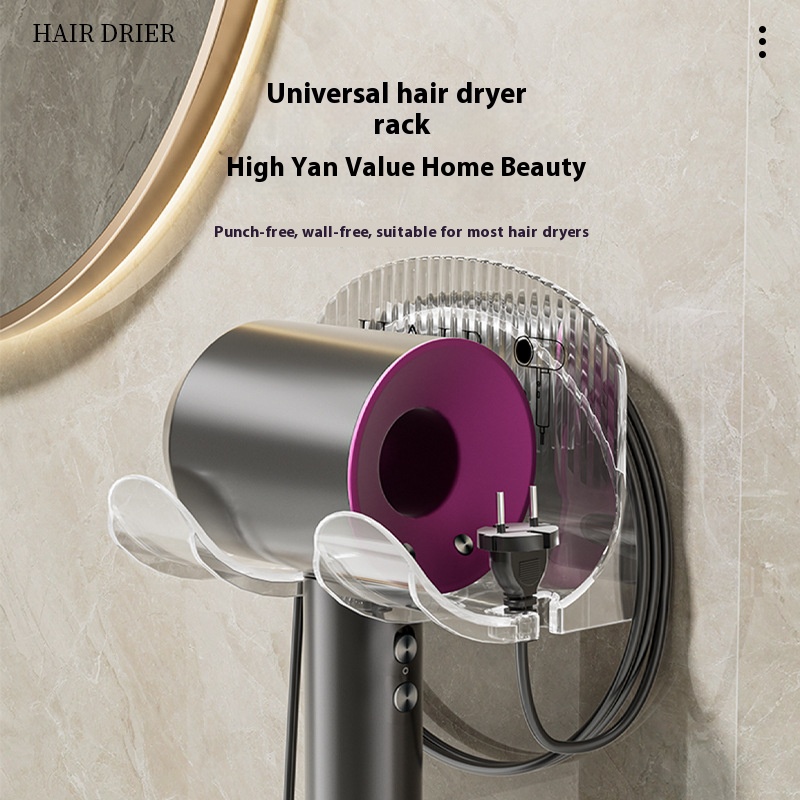 HAIR DRIER
Universal hair dryer
rack
High Yan Value Home Beauty
Punch-free, wall-free, suitable for most hair dryers
HAIR